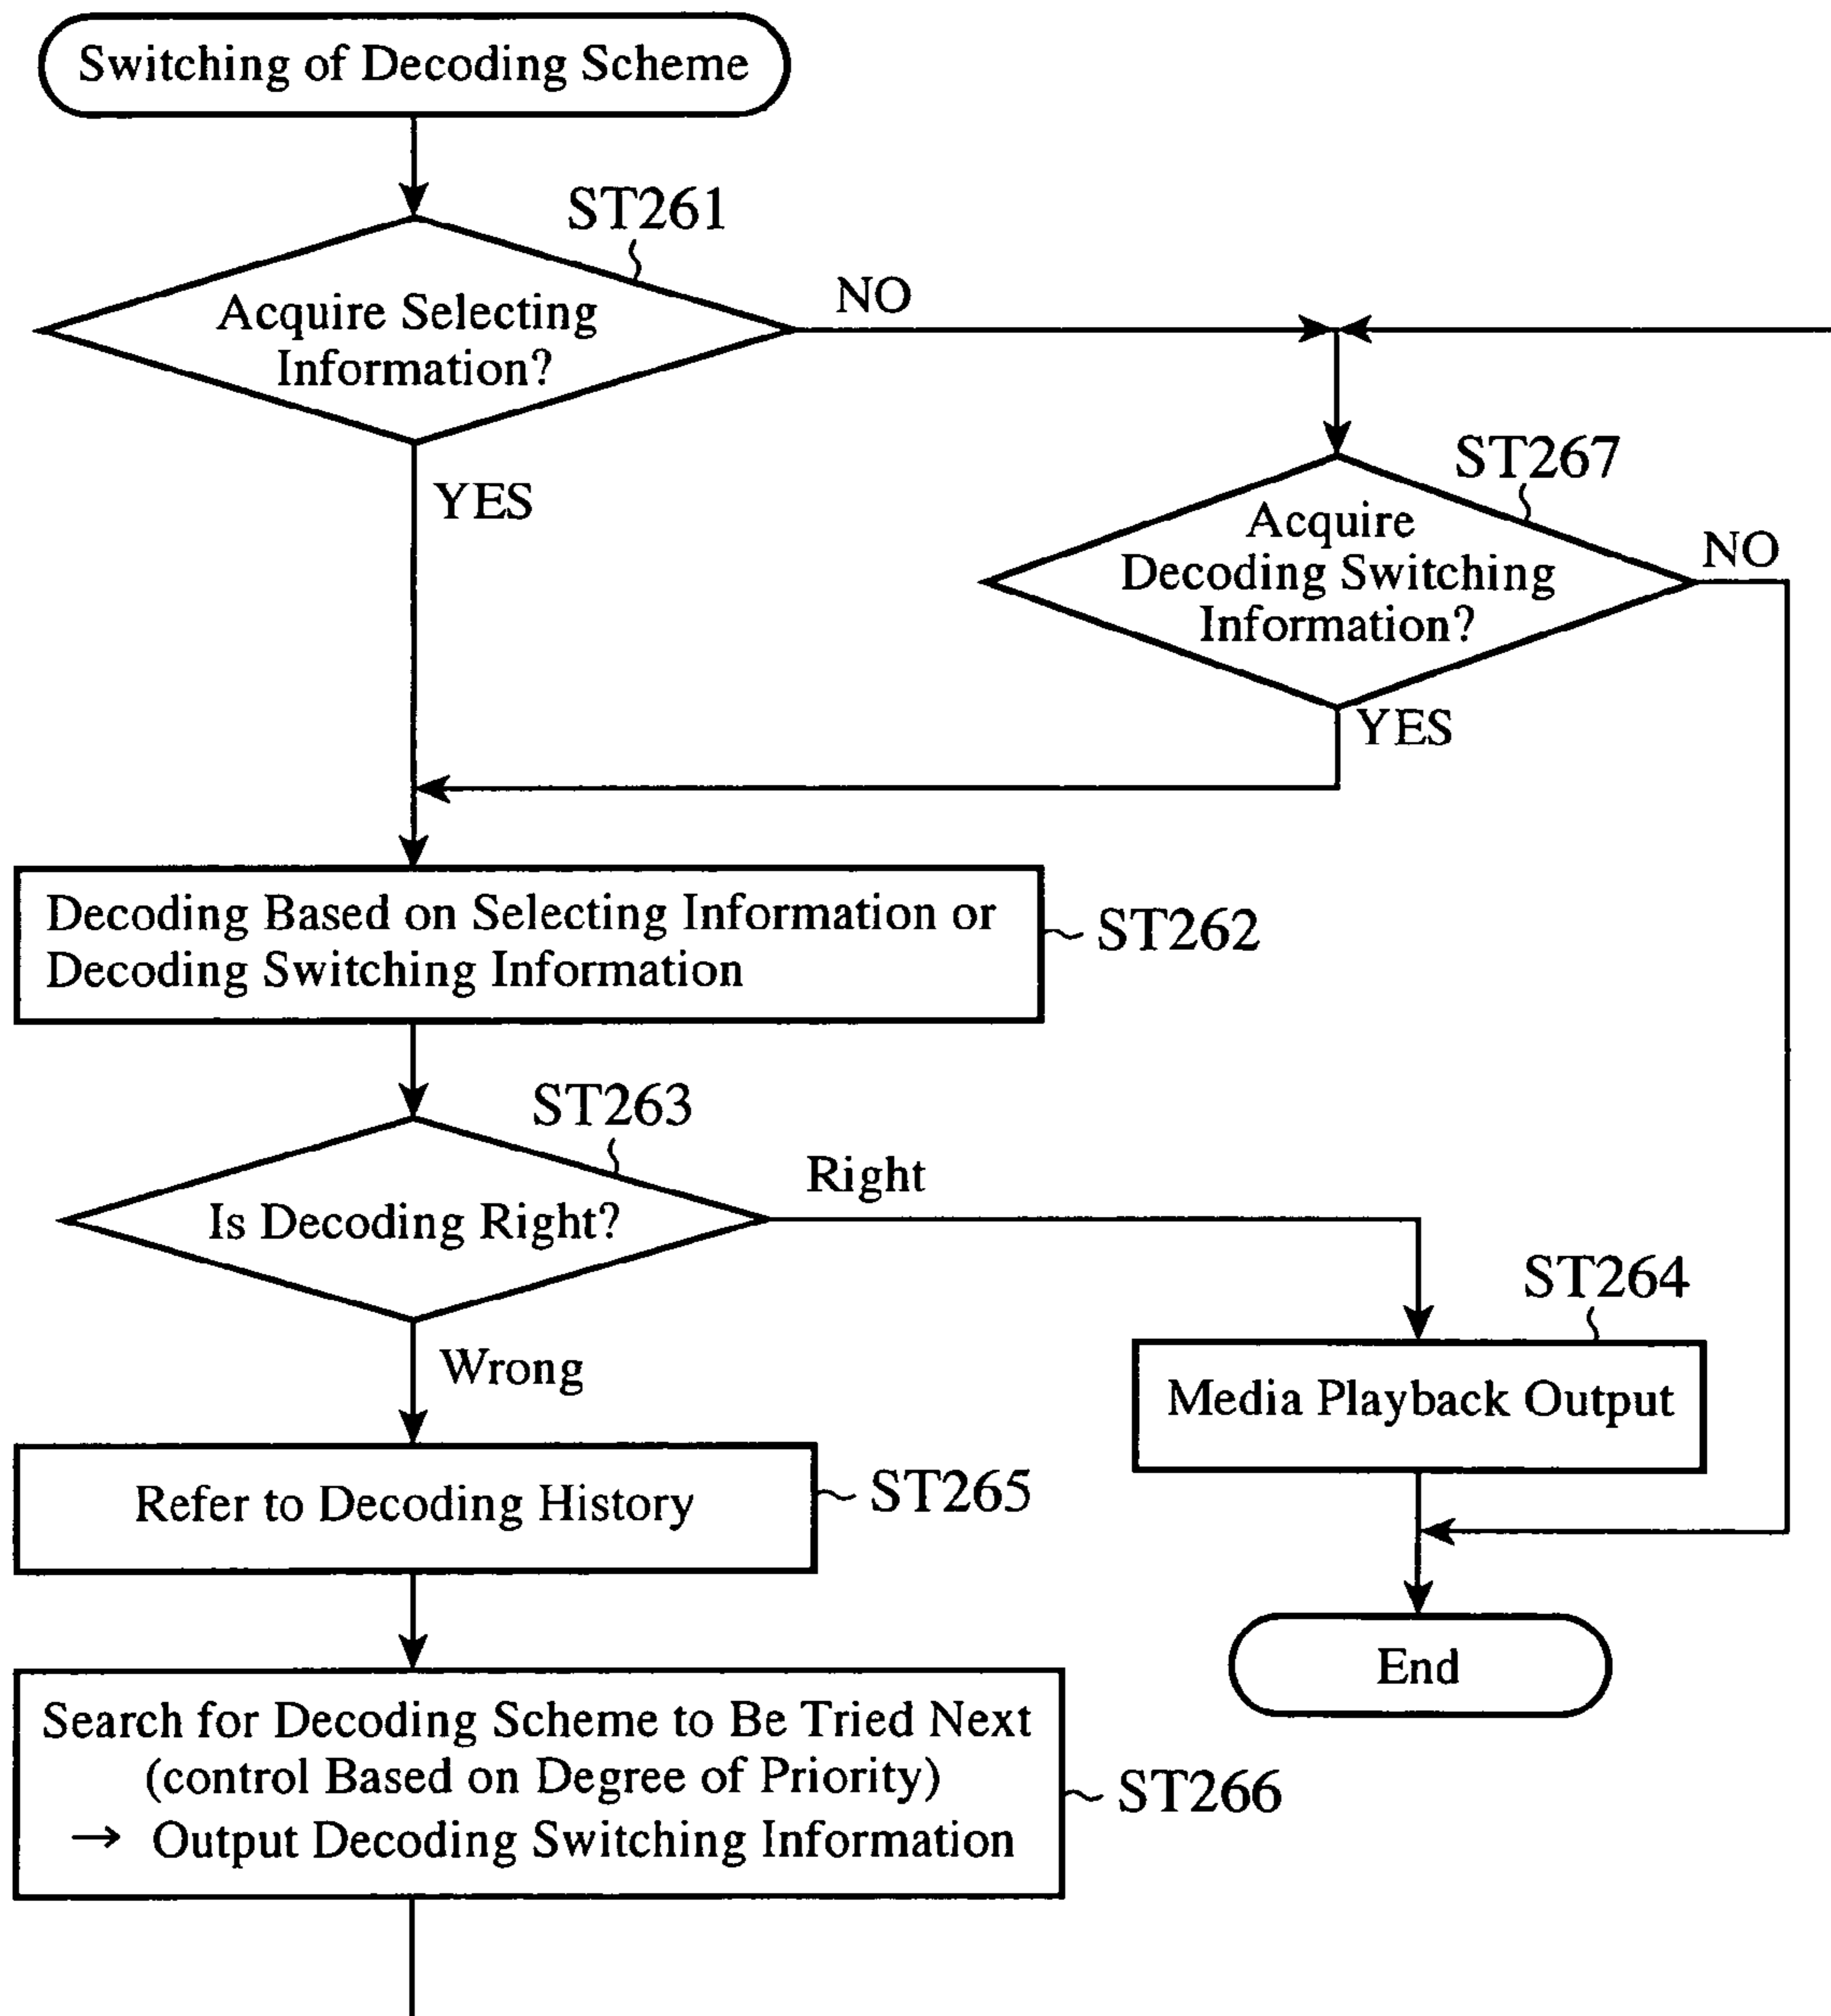 Switching of Decoding Scheme
ST261
Acquire Selecting
Information?
NO
YES
ST267
Acquire
Decoding Switching
Information?
NO
YES
Decoding Based on Selecting Information or
Decoding Switching Information
ST262
ST263
Is Decoding Right?
Right
Wrong
ST264
Media Playback Output
Refer to Decoding History
ST265
End
Search for Decoding Scheme to Be Tried Next
(control Based on Degree of Priority)
→ Output Decoding Switching Information
ST266